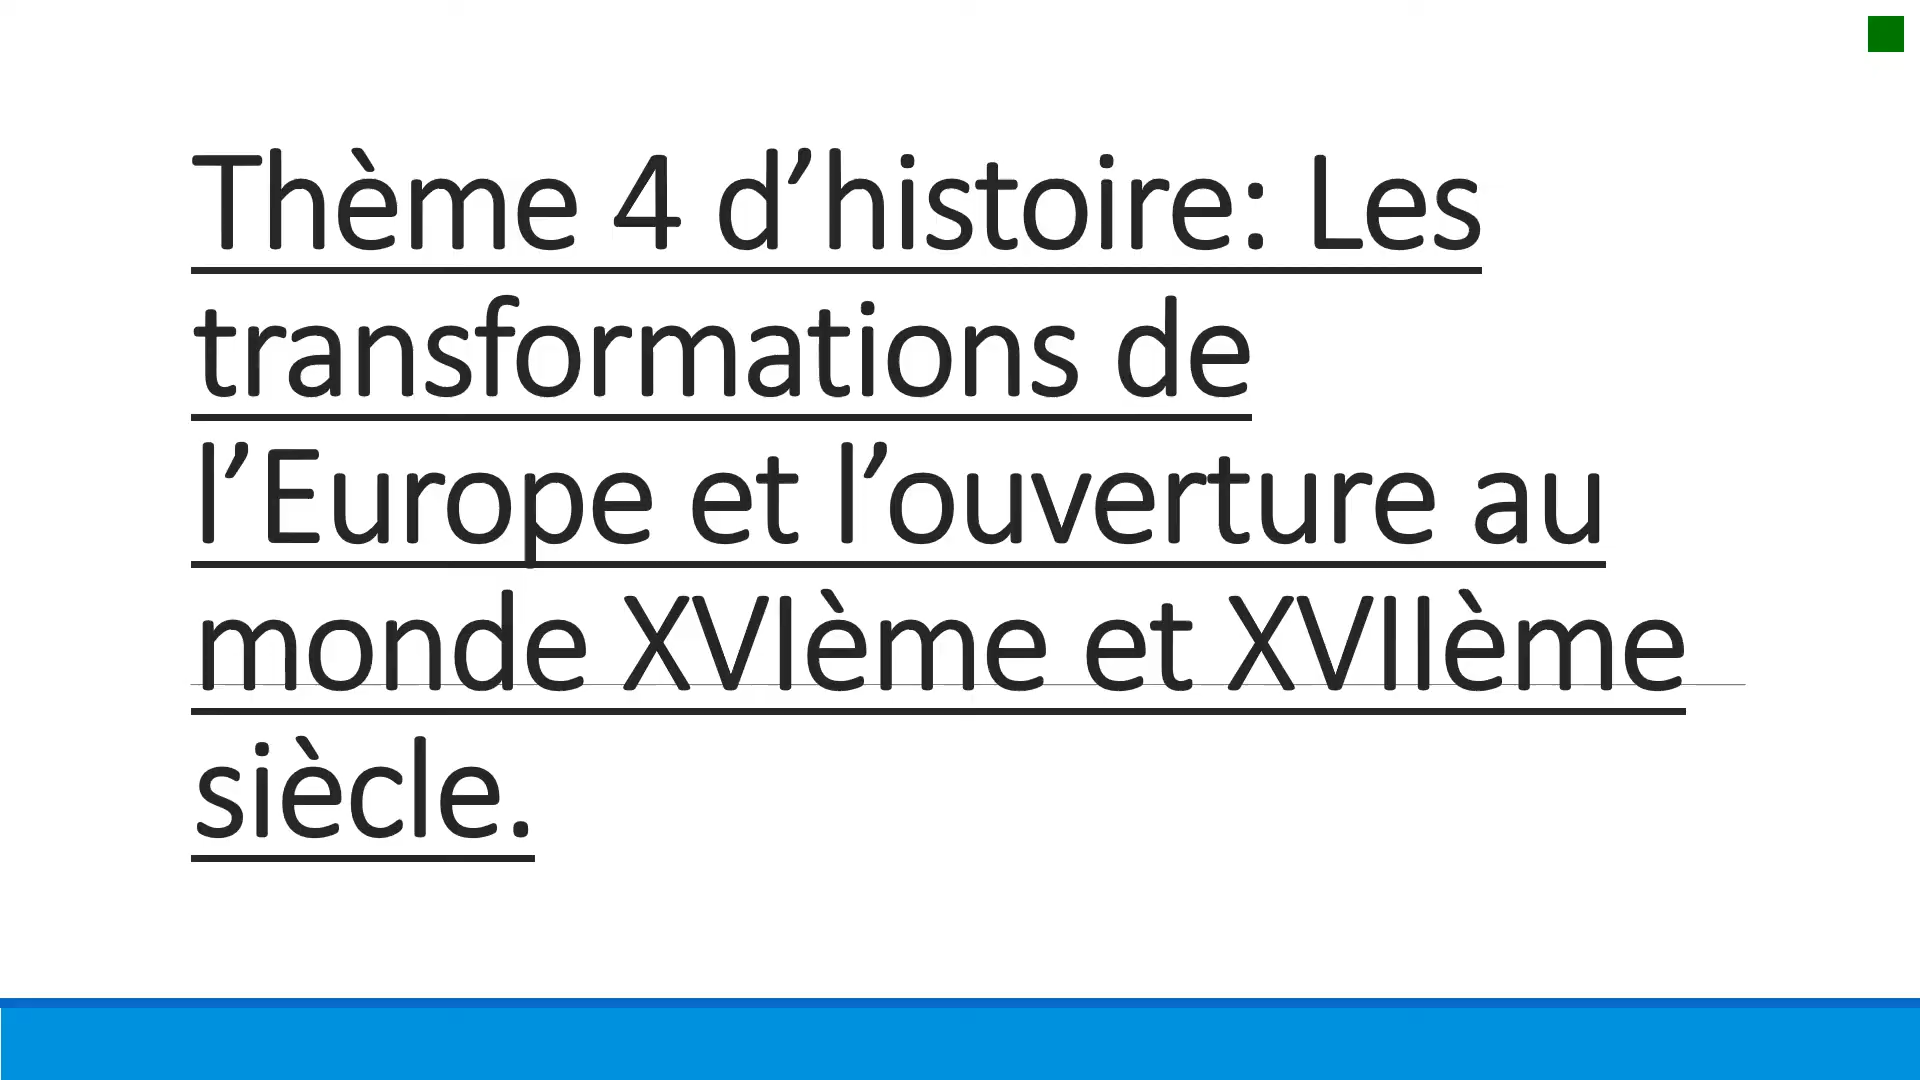 Thème 4 d’histoire: Les
transformations de
l’Europe et l’ouverture au
monde XVIème et XVIIème
siècle.